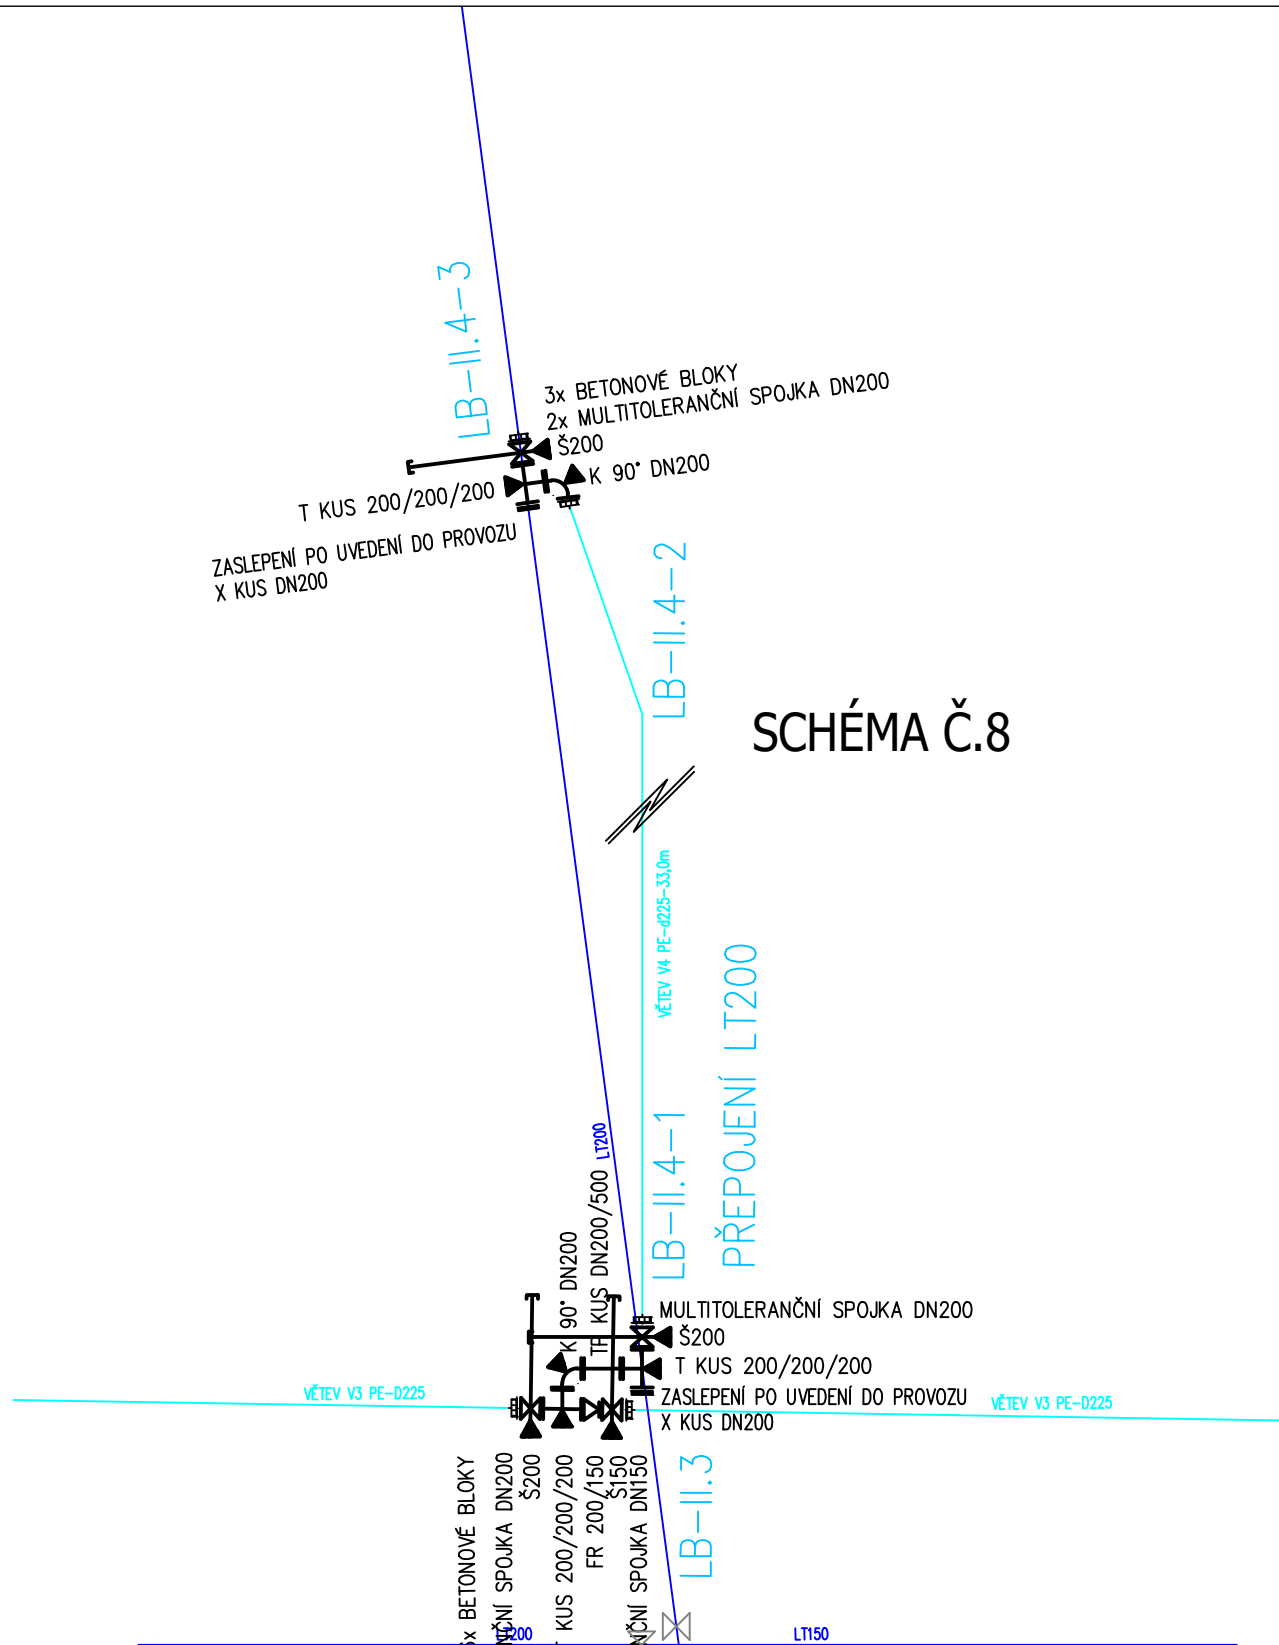 LB-II.4-3
3x BETONOVÉ BLOKY
2x MULTITOLERANČNÍ SPOJKA DN200
Š200
K 90° DN200
T KUS 200/200/200
ZASLEPENÍ PO UVEDENÍ DO PROVOZU
X KUS DN200
LB-II.4-2
SCHÉMA Č.8
VĚTEV V4 PE-d225-33,0m
PŘEPOJENÍ LT200
LB-II.4-1
LT200
K 90° DN200
KUS DN200/500
MULTITOLERANČNÍ SPOJKA DN200
Š200
T KUS 200/200/200
ZASLEPENÍ PO UVEDENÍ DO PROVOZU
X KUS DN200
VĚTEV V3 PE-D225
VĚTEV V3 PE-D225
BETONOVÉ BLOKY
SPOJKA DN200
Š200
KUS 200/200/200
FR 200/150
Š150
SPOJKA DN150
LB-II.3
LT200
LT150